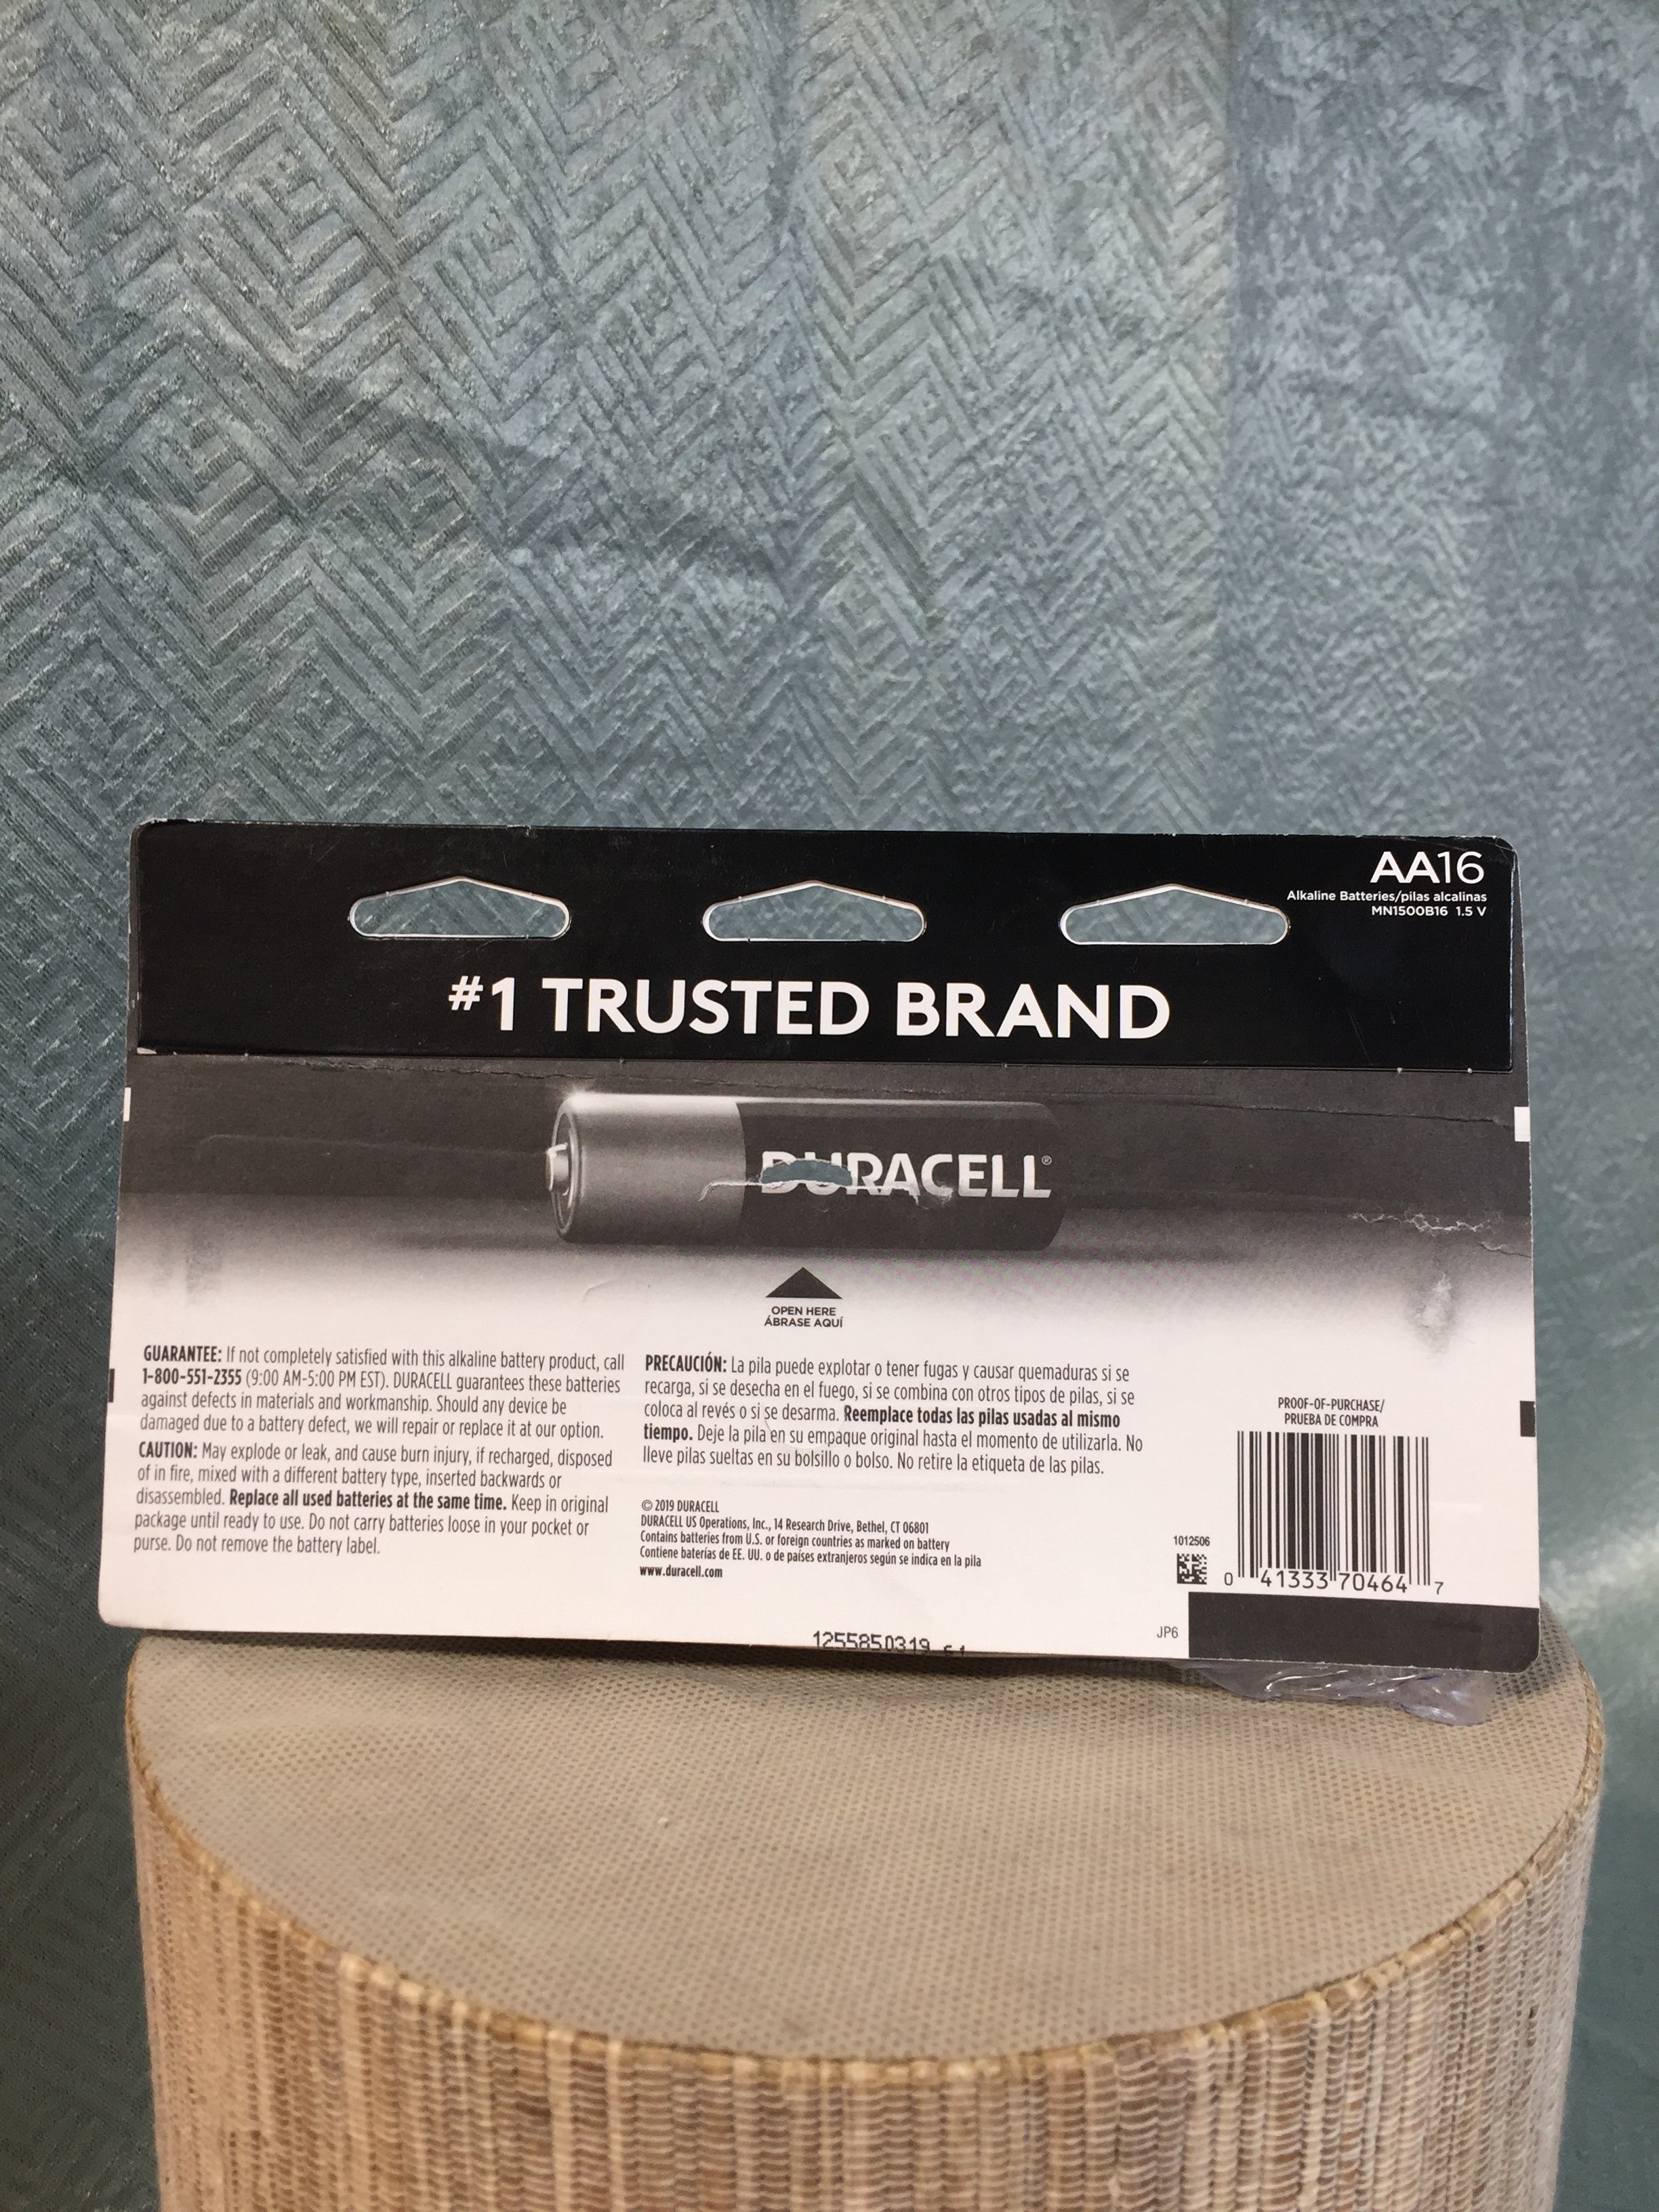 AA16
Alkaline Batteries/pilas alcalinas
MN1500B16 1.5 V
#1 TRUSTED BRAND
DURACELL®
OPEN HERE
ÁBRASE AQUÍ
GUARANTEE: If not completely satisfied with this alkaline battery product, call
1-800-551-2355 (9:00 AM-5:00 PM EST). DURACELL guarantees these batteries
against defects in materials and workmanship. Should any device be
damaged due to a battery defect, we will repair or replace it at our option.
CAUTION: May explode or leak, and cause burn injury, if recharged, disposed
of in fire, mixed with a different battery type, inserted backwards or
disassembled. Replace all used batteries at the same time. Keep in original
package until ready to use. Do not carry batteries loose in your pocket or
purse. Do not remove the battery label.
PRECAUCIÓN: La pila puede explotar o tener fugas y causar quemaduras si se
recarga, si se desecha en el fuego, si se combina con otros tipos de pilas, si se
coloca al revés o si se desarma. Reemplace todas las pilas usadas al mismo
tiempo. Deje la pila en su empaque original hasta el momento de utilizarla. No
lleve pilas sueltas en su bolsillo o bolso. No retire la etiqueta de las pilas.
© 2019 DURACELL
DURACELL US Operations, Inc., 14 Research Drive, Bethel, CT 06801
Contains batteries from U.S. or foreign countries as marked on battery
Contiene baterías de EE. UU. o de países extranjeros según se indica en la pila
www.duracell.com
PROOF-OF-PURCHASE/
PRUEBA DE COMPRA
1012506
0 41333 70464 7
JP6
1255850319